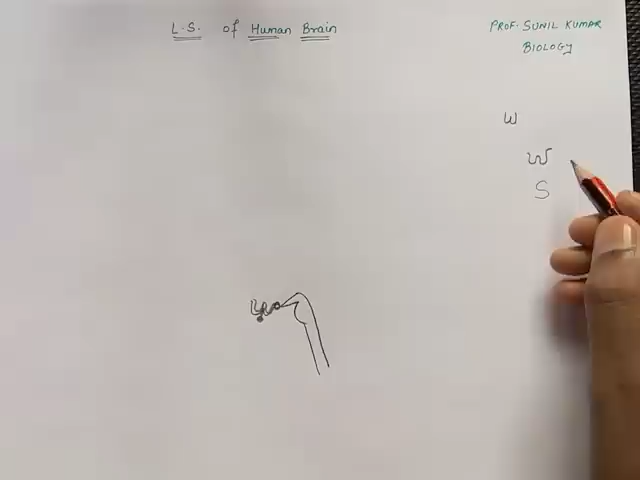 L.S. of Human Brain
PROF. SUNIL KUMAR
BIOLOGY
W
W
S